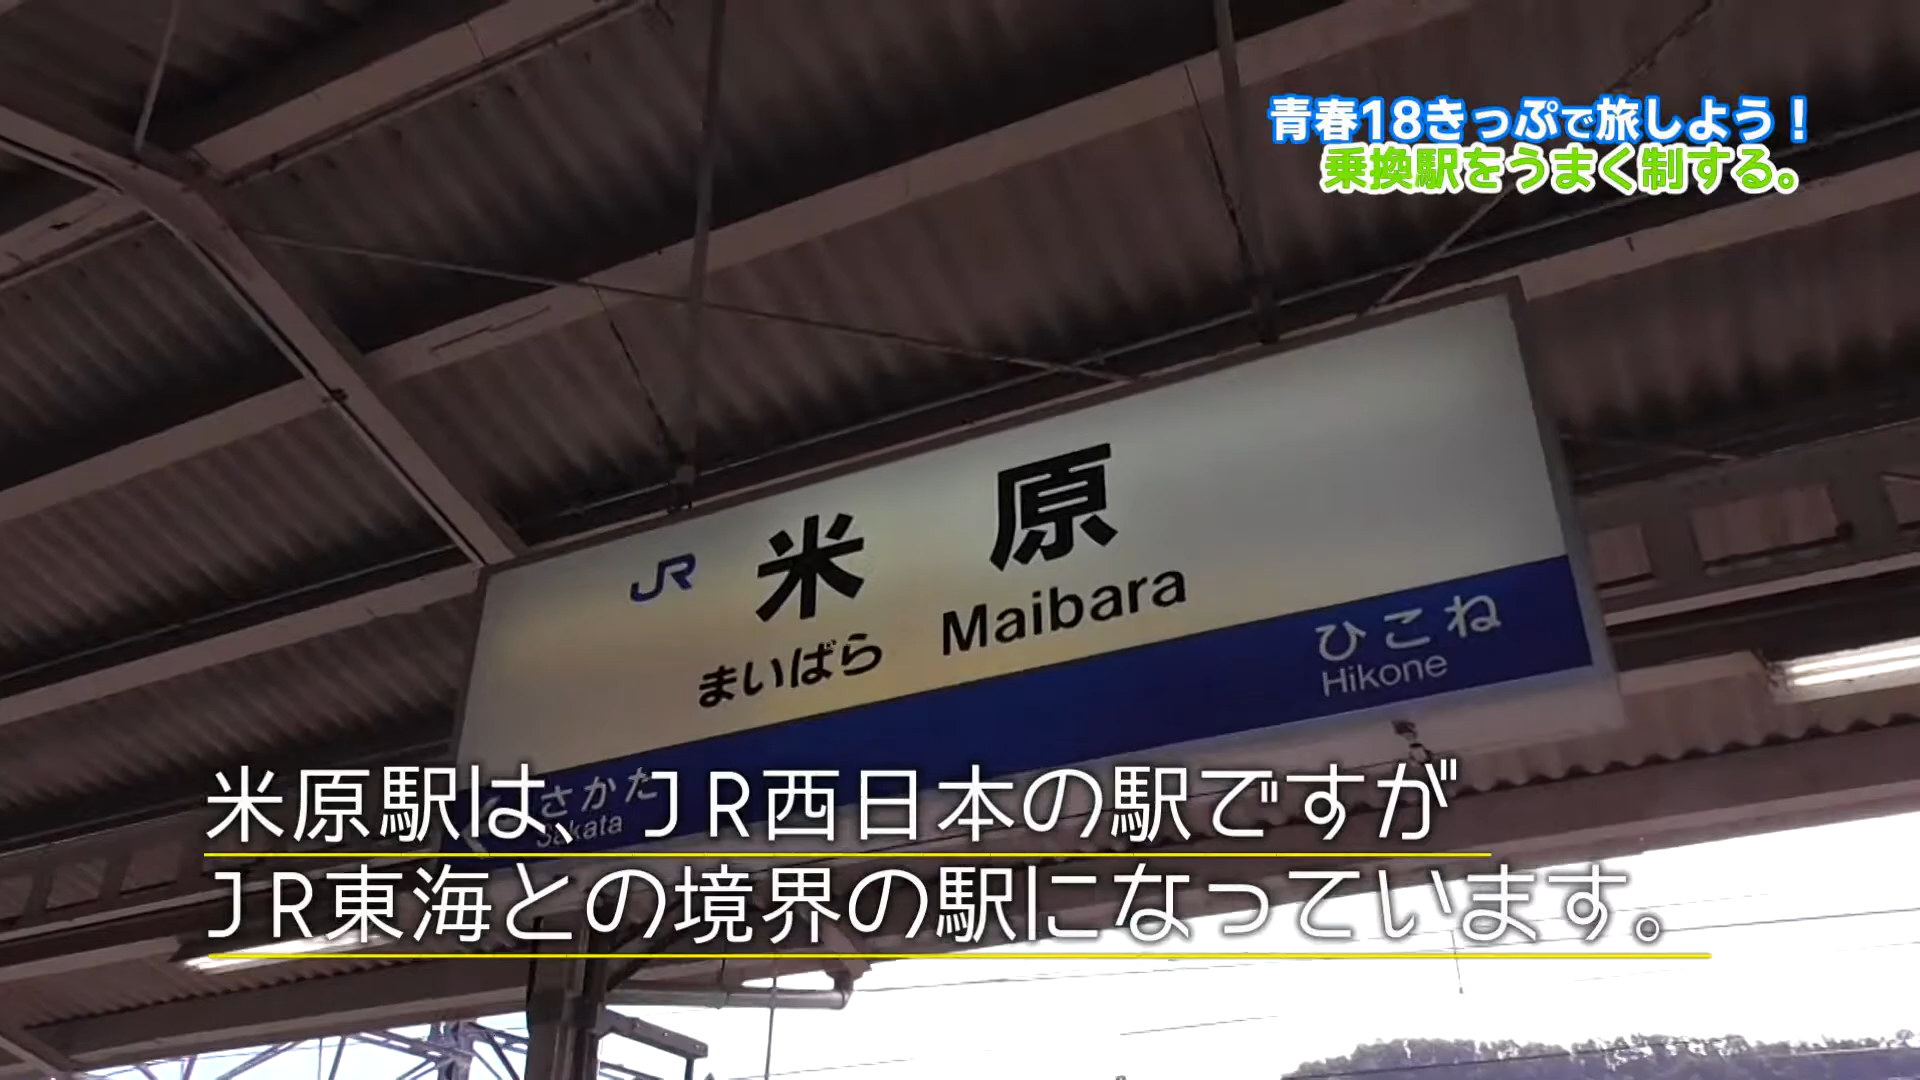 青春18きっぷで旅しよう！
乗換駅をうまく制する。
JR 米原
まいばら Maibara
ひこね
Hikone
さかた
Sakata
米原駅は、JR西日本の駅ですが
JR東海との境界の駅になっています。